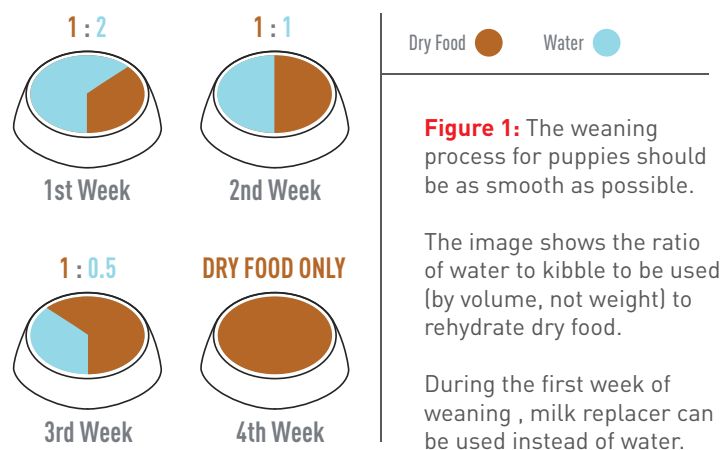 1 : 2
1st Week
1 : 1
2nd Week
1 : 0.5
3rd Week
DRY FOOD ONLY
4th Week
Dry Food
Water
Figure 1: The weaning
process for puppies should
be as smooth as possible.
The image shows the ratio
of water to kibble to be used
(by volume, not weight) to
rehydrate dry food.
During the first week of
weaning , milk replacer can
be used instead of water.